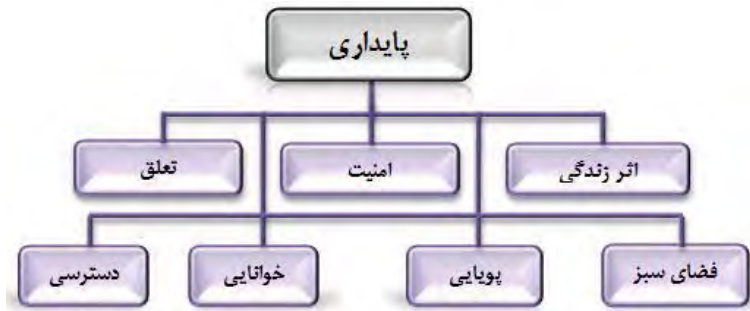 پایداری
اثر زندگی
امنیت
تعلق
فضای سبز
پویایی
خوانایی
دسترسی